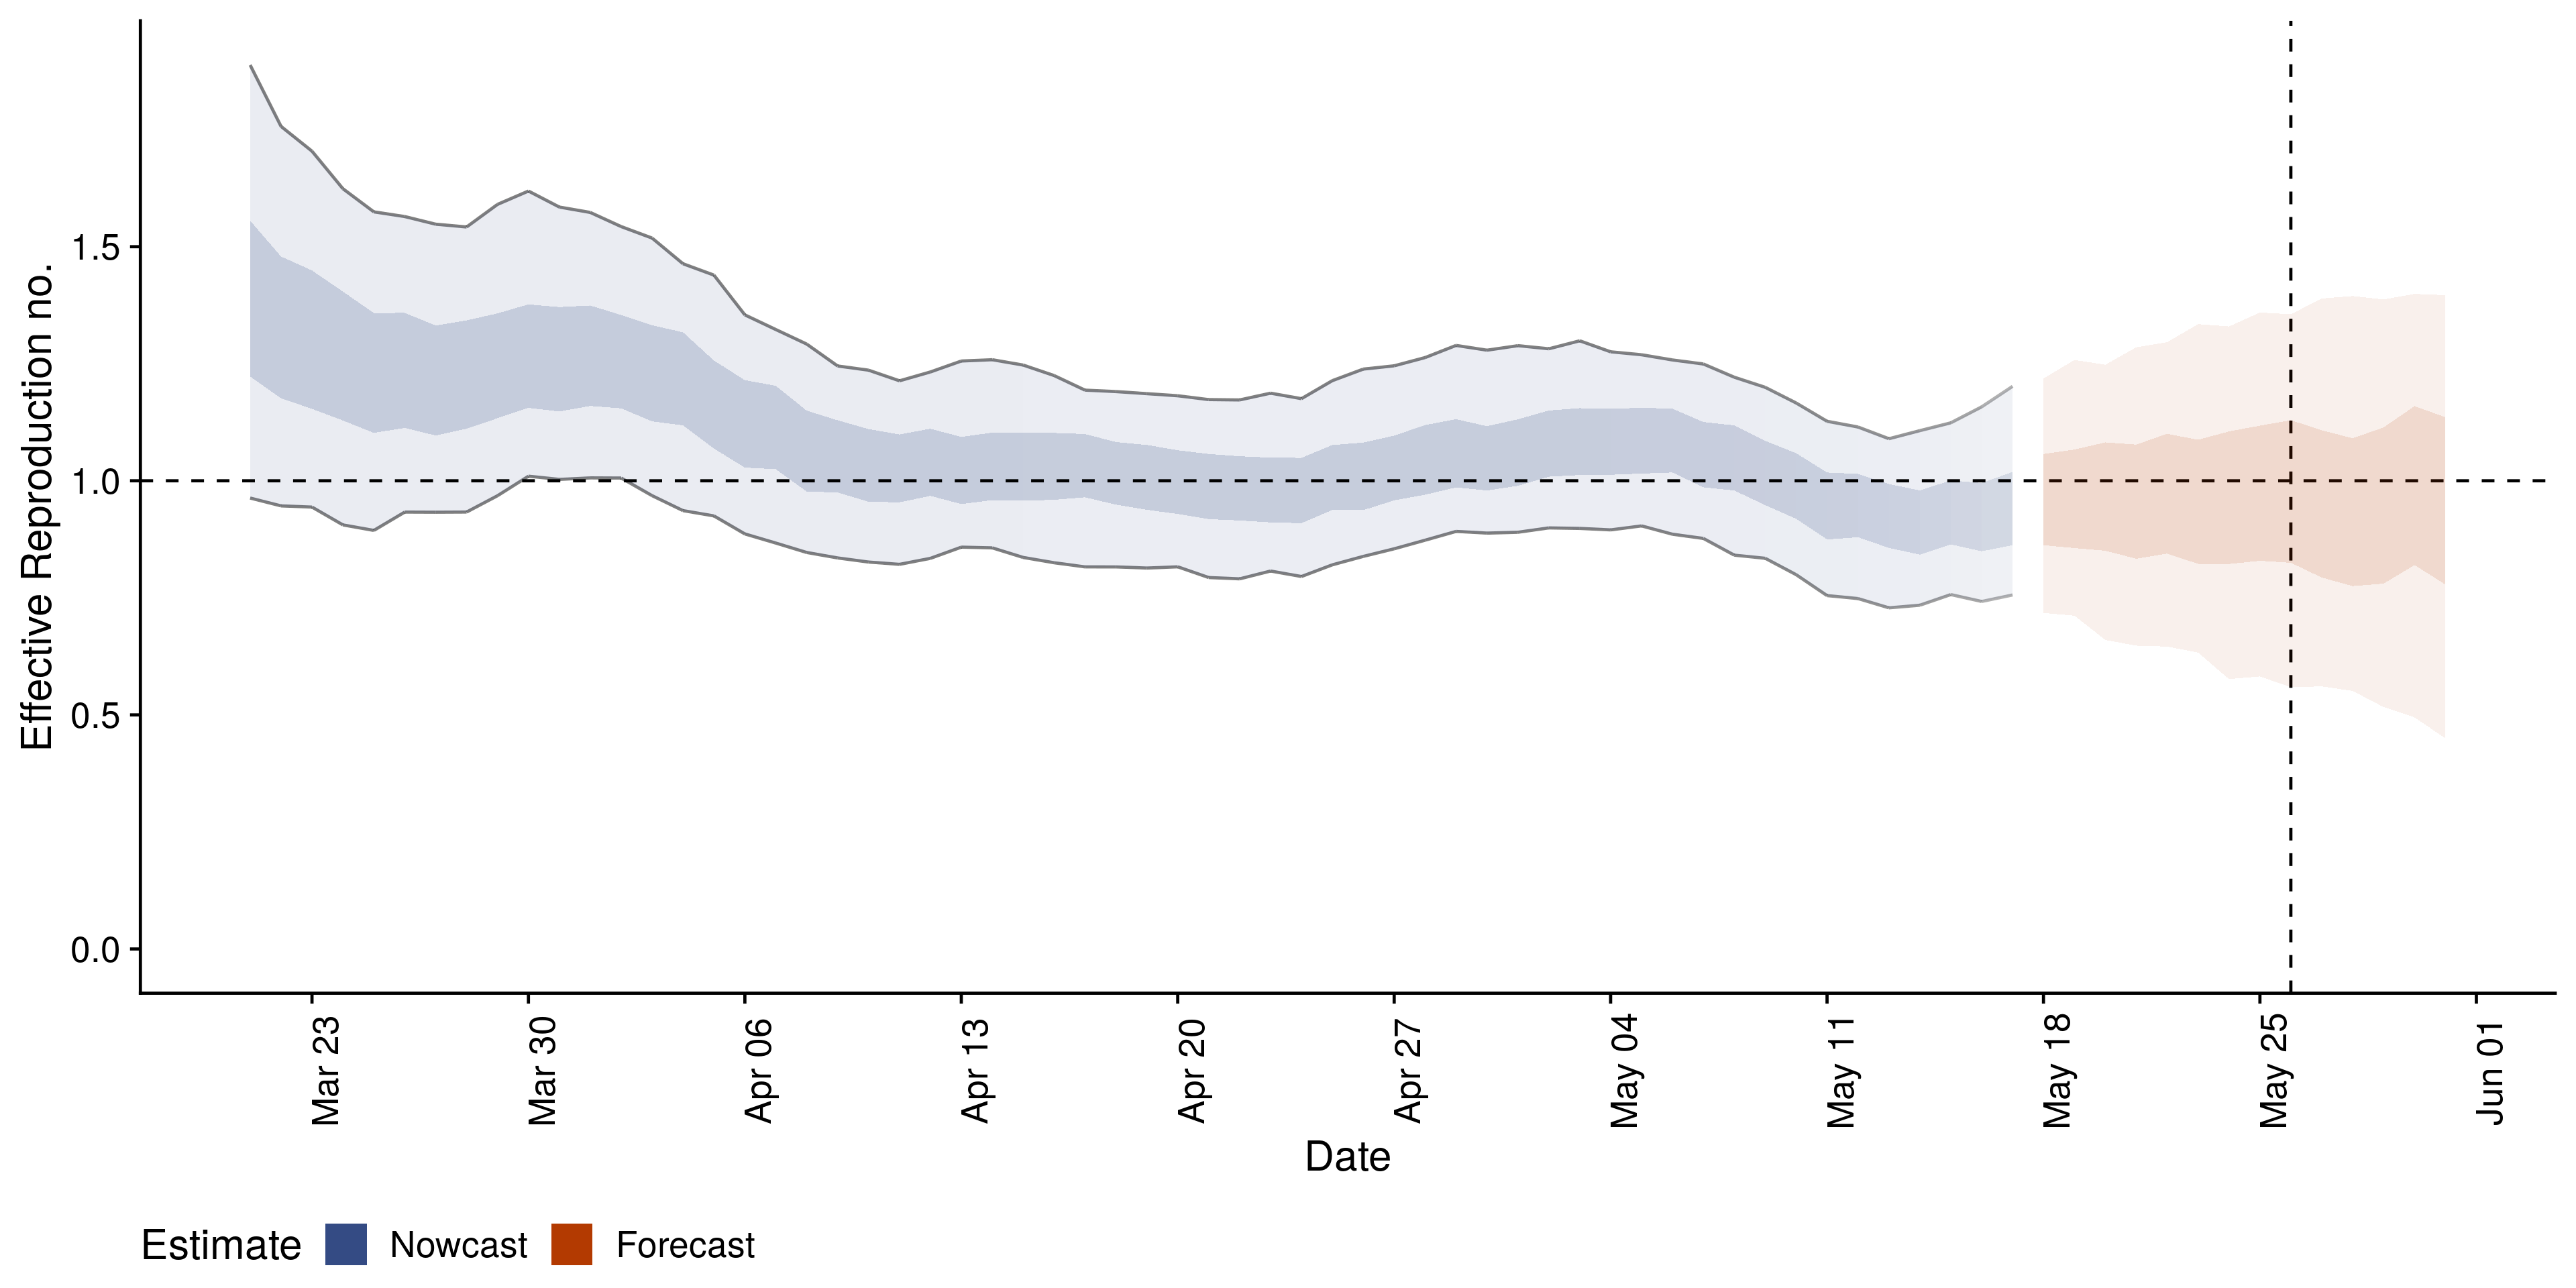 Effective Reproduction no.
1.5
1.0
0.5
0.0
Mar 23
Mar 30
Apr 06
Apr 13
Apr 20
Apr 27
May 04
May 11
May 18
May 25
Jun 01
Date
Estimate Nowcast Forecast